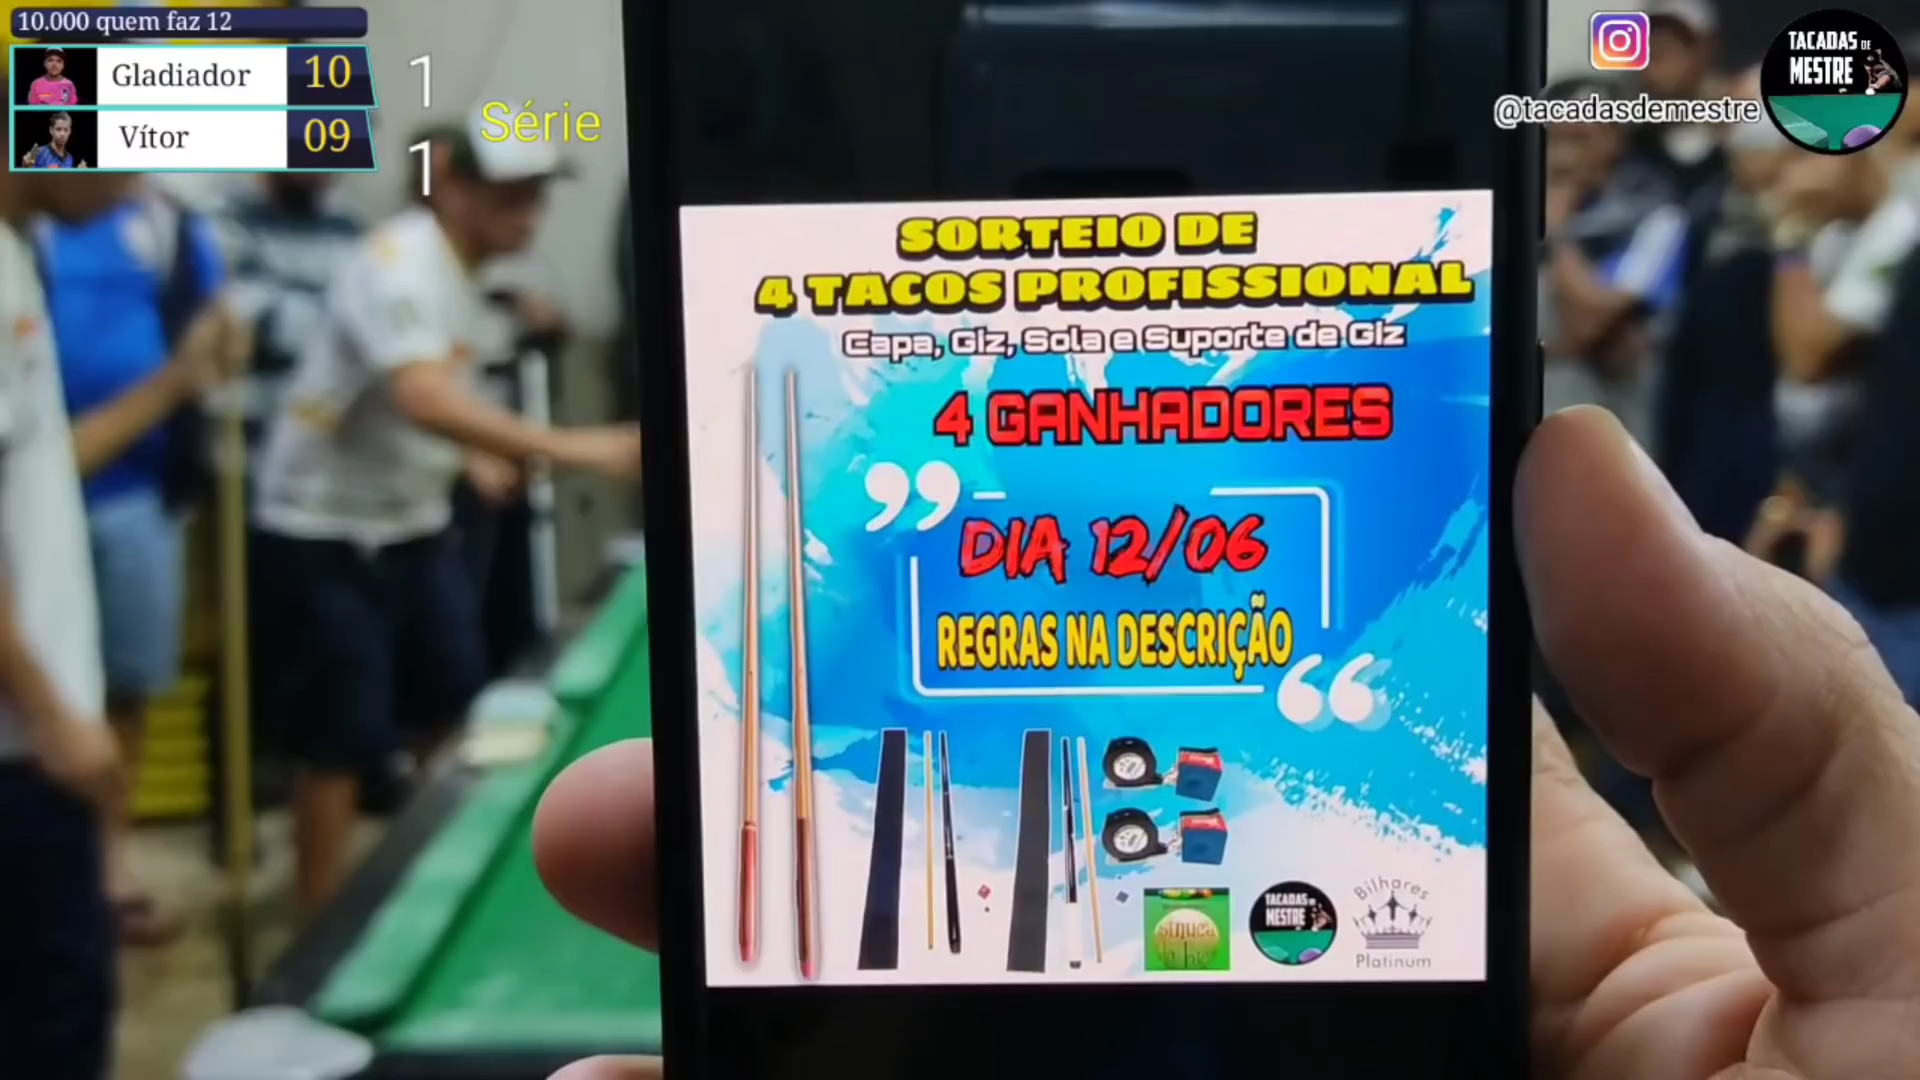 10.000 quem faz 12
Gladiador 10 1
Vítor 09 1
Série
@tacadasdemestre
TACADAS DE
MESTRE
SORTEIO DE
4 TACOS PROFISSIONAL
Capa, Giz, Sola e Suporte de Giz
4 GANHADORES
DIA 12/06
REGRAS NA DESCRIÇÃO
sinuca
TACADAS DE
MESTRE
Bilhares
Platinum